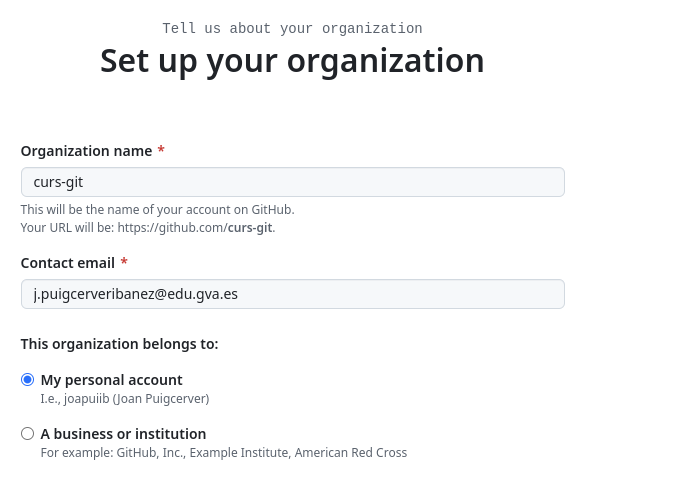 Tell us about your organization
Set up your organization
Organization name *
curs-git
This will be the name of your account on GitHub.
Your URL will be: https://github.com/curs-git.
Contact email *
j.puigcerveribanez@edu.gva.es
This organization belongs to:
My personal account
I.e., joapuiib (Joan Puigcerver)
A business or institution
For example: GitHub, Inc., Example Institute, American Red Cross